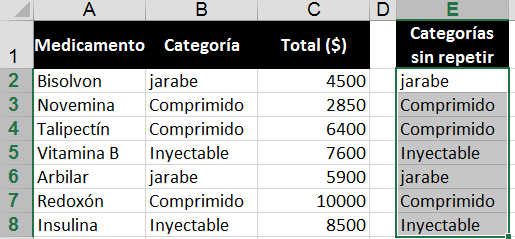 A B C D E
1 Medicamento Categoría Total ($) Categorías
sin repetir
2 Bisolvon jarabe 4500 jarabe
3 Novemina Comprimido 2850 Comprimido
4 Talipectín Comprimido 6400 Comprimido
5 Vitamina B Inyectable 7600 Inyectable
6 Arbilar jarabe 5900 jarabe
7 Redoxón Comprimido 10000 Comprimido
8 Insulina Inyectable 8500 Inyectable